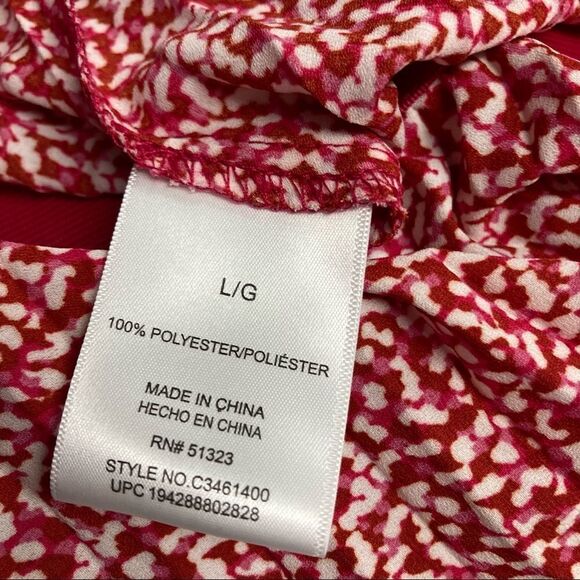 L/G
100% POLYESTER/POLIÉSTER
MADE IN CHINA
HECHO EN CHINA
RN# 51323
STYLE NO.C3461400
UPC 194288802828